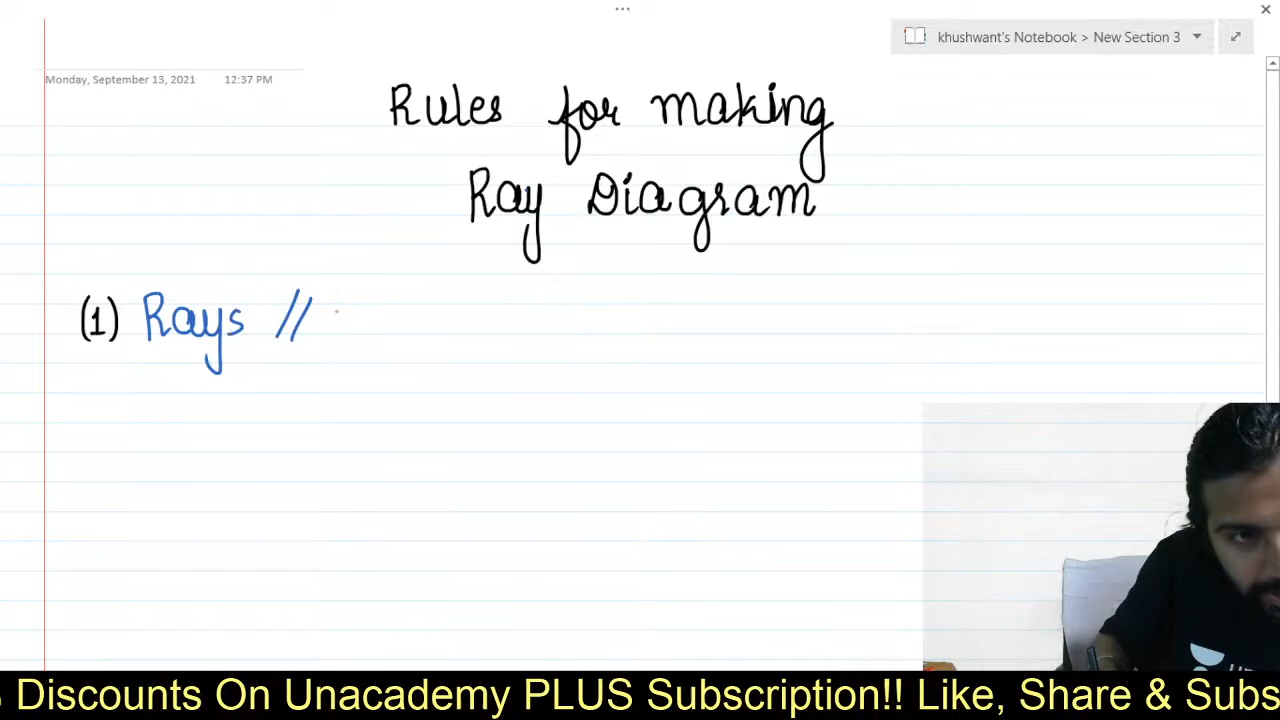 ...
khushwant's Notebook > New Section 3
Monday, September 13, 2021 12:37 PM
Rules for making
Ray Diagram
(1) Rays //
Discounts On Unacademy PLUS Subscription!! Like, Share & Subs